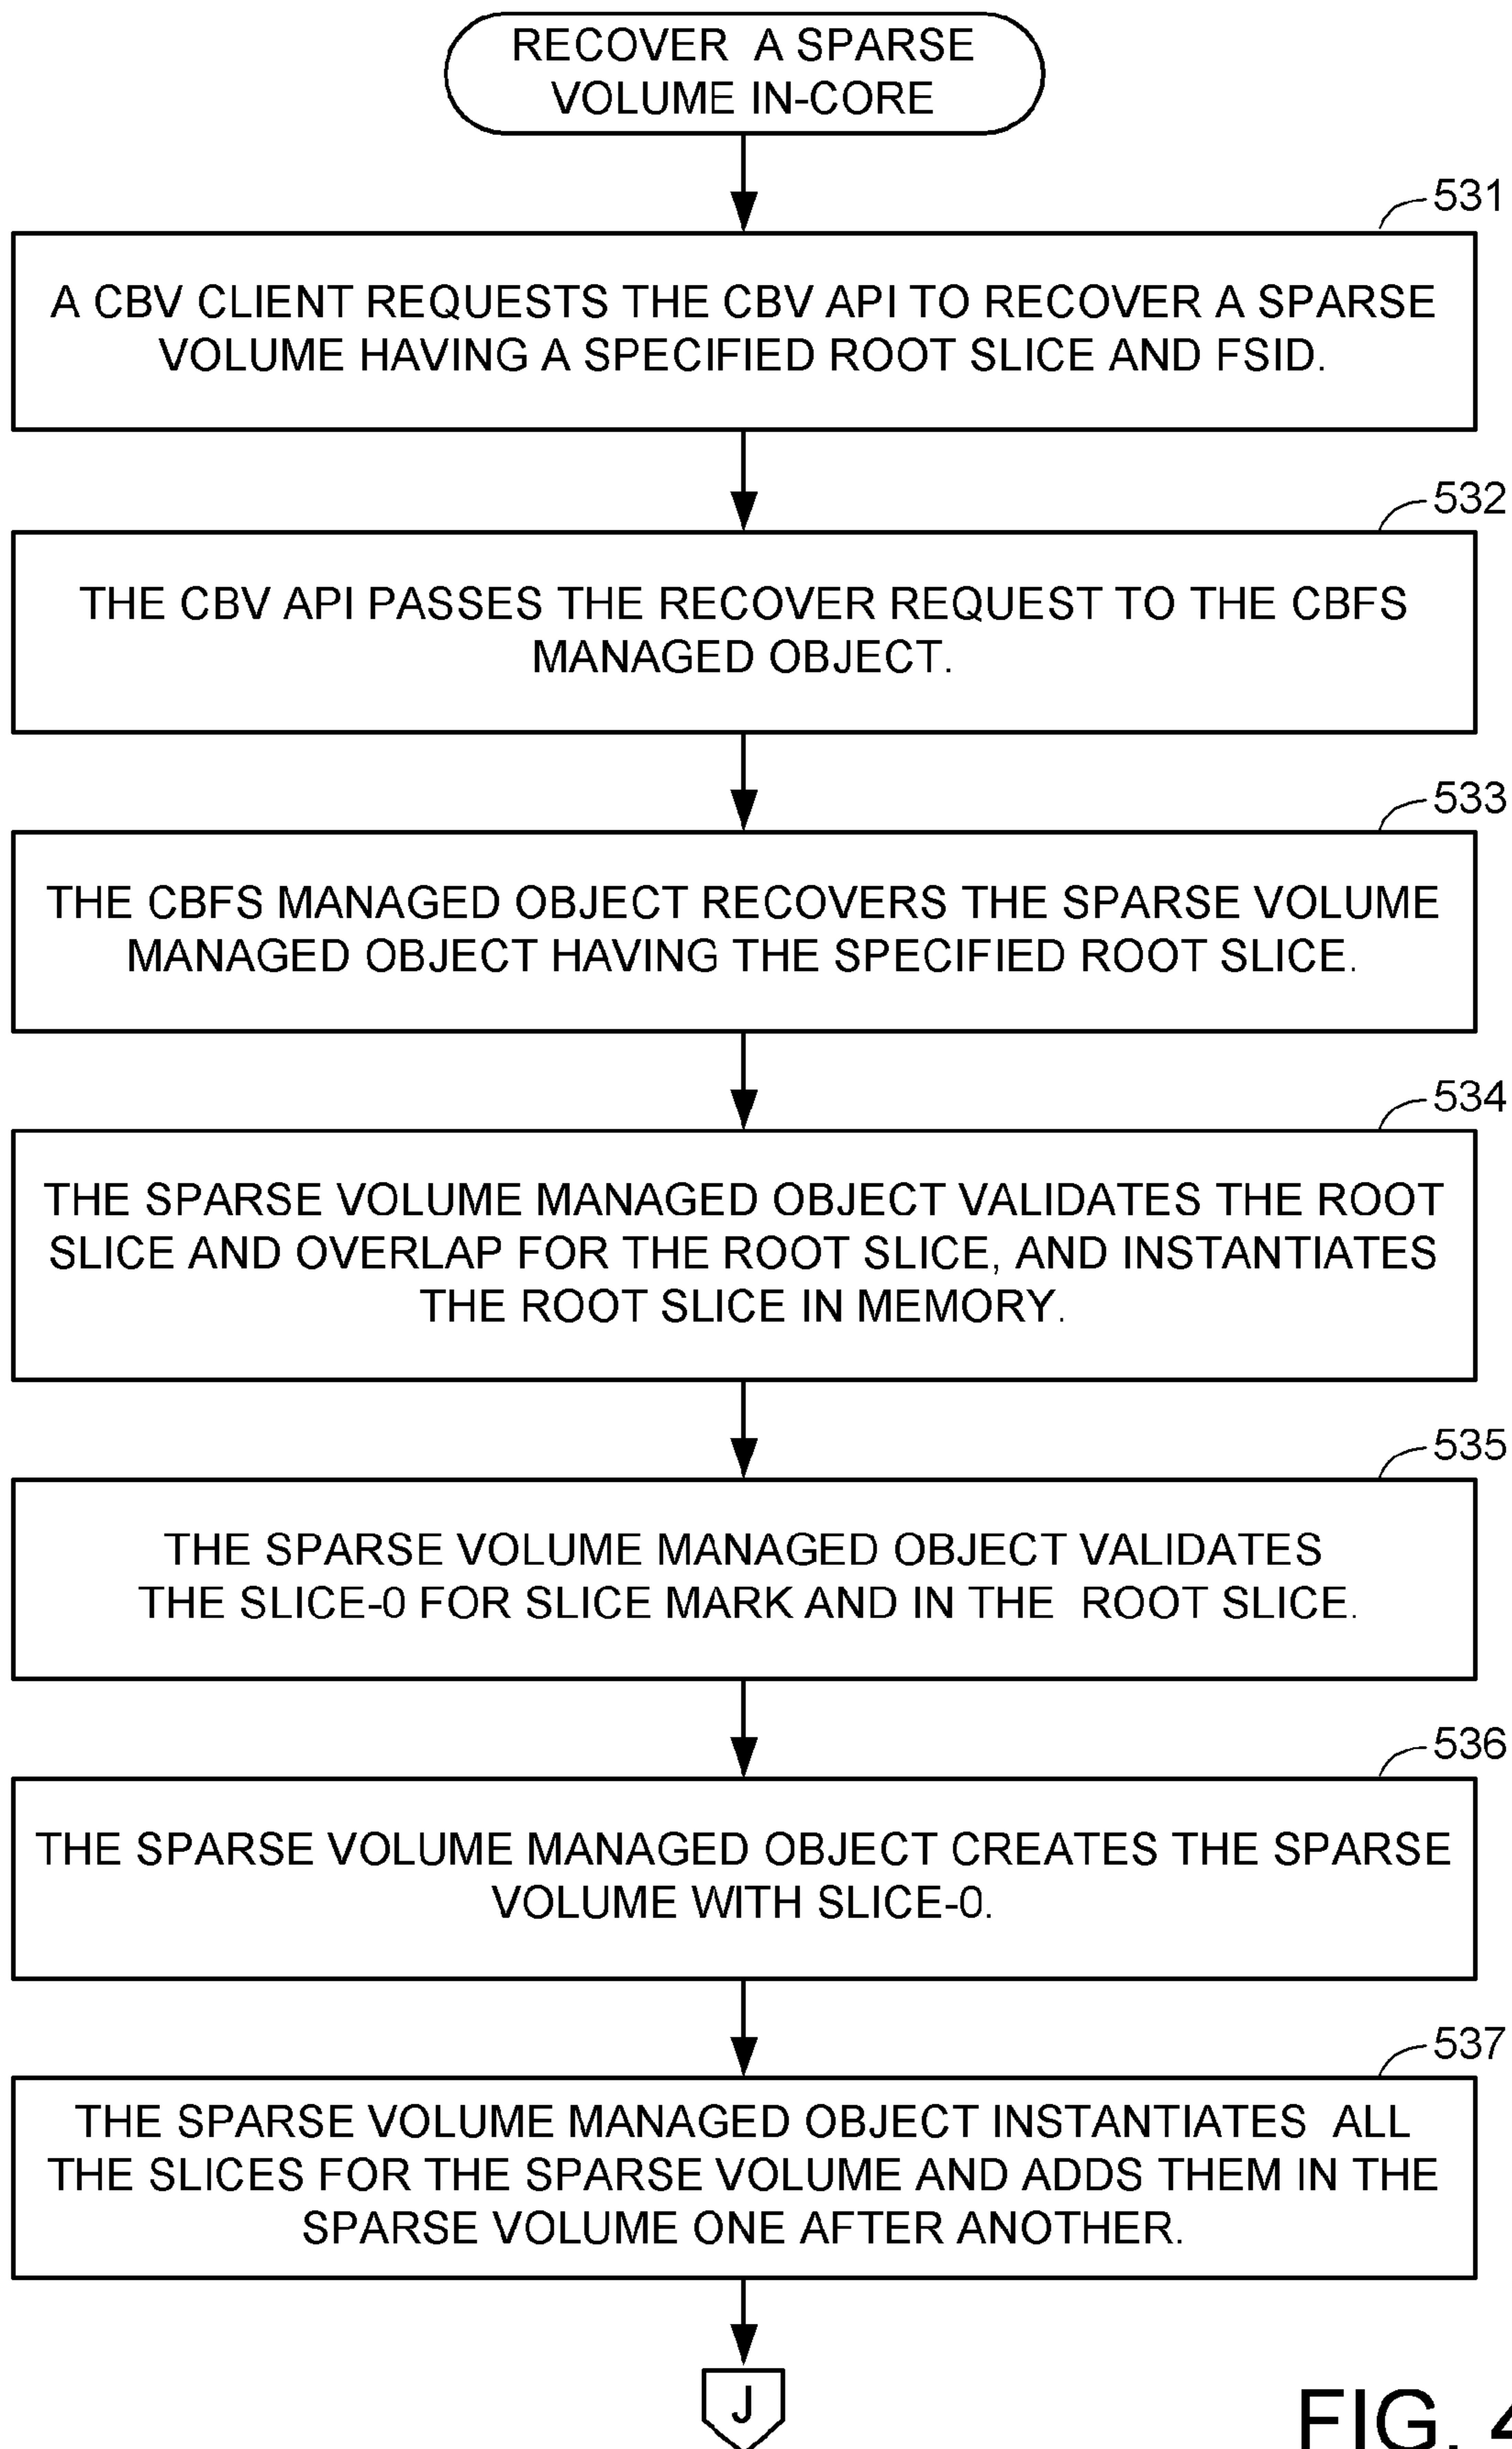 RECOVER A SPARSE
VOLUME IN-CORE
531
A CBV CLIENT REQUESTS THE CBV API TO RECOVER A SPARSE
VOLUME HAVING A SPECIFIED ROOT SLICE AND FSID.
532
THE CBV API PASSES THE RECOVER REQUEST TO THE CBFS
MANAGED OBJECT.
533
THE CBFS MANAGED OBJECT RECOVERS THE SPARSE VOLUME
MANAGED OBJECT HAVING THE SPECIFIED ROOT SLICE.
534
THE SPARSE VOLUME MANAGED OBJECT VALIDATES THE ROOT
SLICE AND OVERLAP FOR THE ROOT SLICE, AND INSTANTIATES
THE ROOT SLICE IN MEMORY.
535
THE SPARSE VOLUME MANAGED OBJECT VALIDATES
THE SLICE-0 FOR SLICE MARK AND IN THE ROOT SLICE.
536
THE SPARSE VOLUME MANAGED OBJECT CREATES THE SPARSE
VOLUME WITH SLICE-0.
537
THE SPARSE VOLUME MANAGED OBJECT INSTANTIATES ALL
THE SLICES FOR THE SPARSE VOLUME AND ADDS THEM IN THE
SPARSE VOLUME ONE AFTER ANOTHER.
J
FIG.